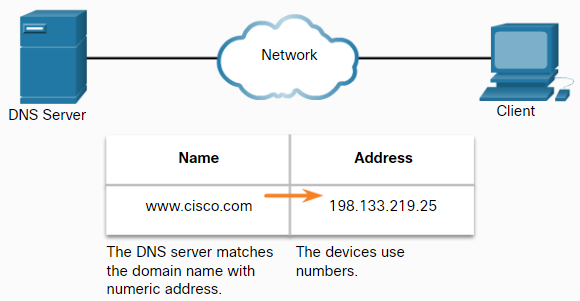 Network
DNS Server
Client
Name
Address
www.cisco.com
198.133.219.25
The DNS server matches
the domain name with
numeric address.
The devices use
numbers.